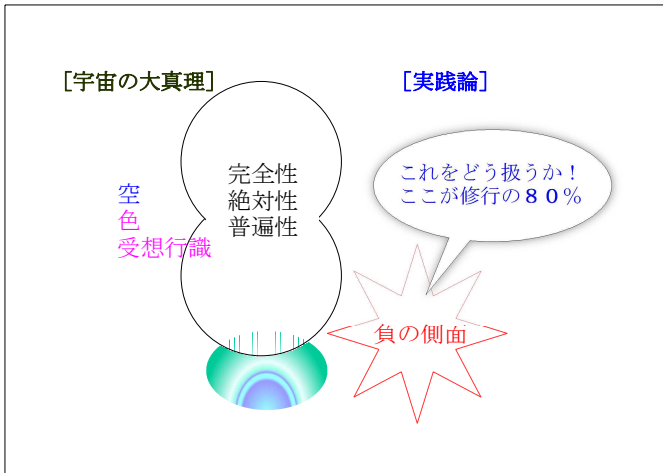 ［宇宙の大真理］
［実践論］
完全性
絶対性
普遍性
空
色
受想行識
これをどう扱うか！
ここが修行の８０％
負の側面